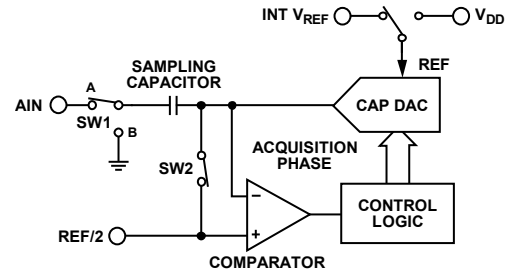 INT VREF
VDD
REF
SAMPLING
CAPACITOR
A
AIN
SW1
B
CAP DAC
ACQUISITION
PHASE
SW2
−
+
CONTROL
LOGIC
REF/2
COMPARATOR